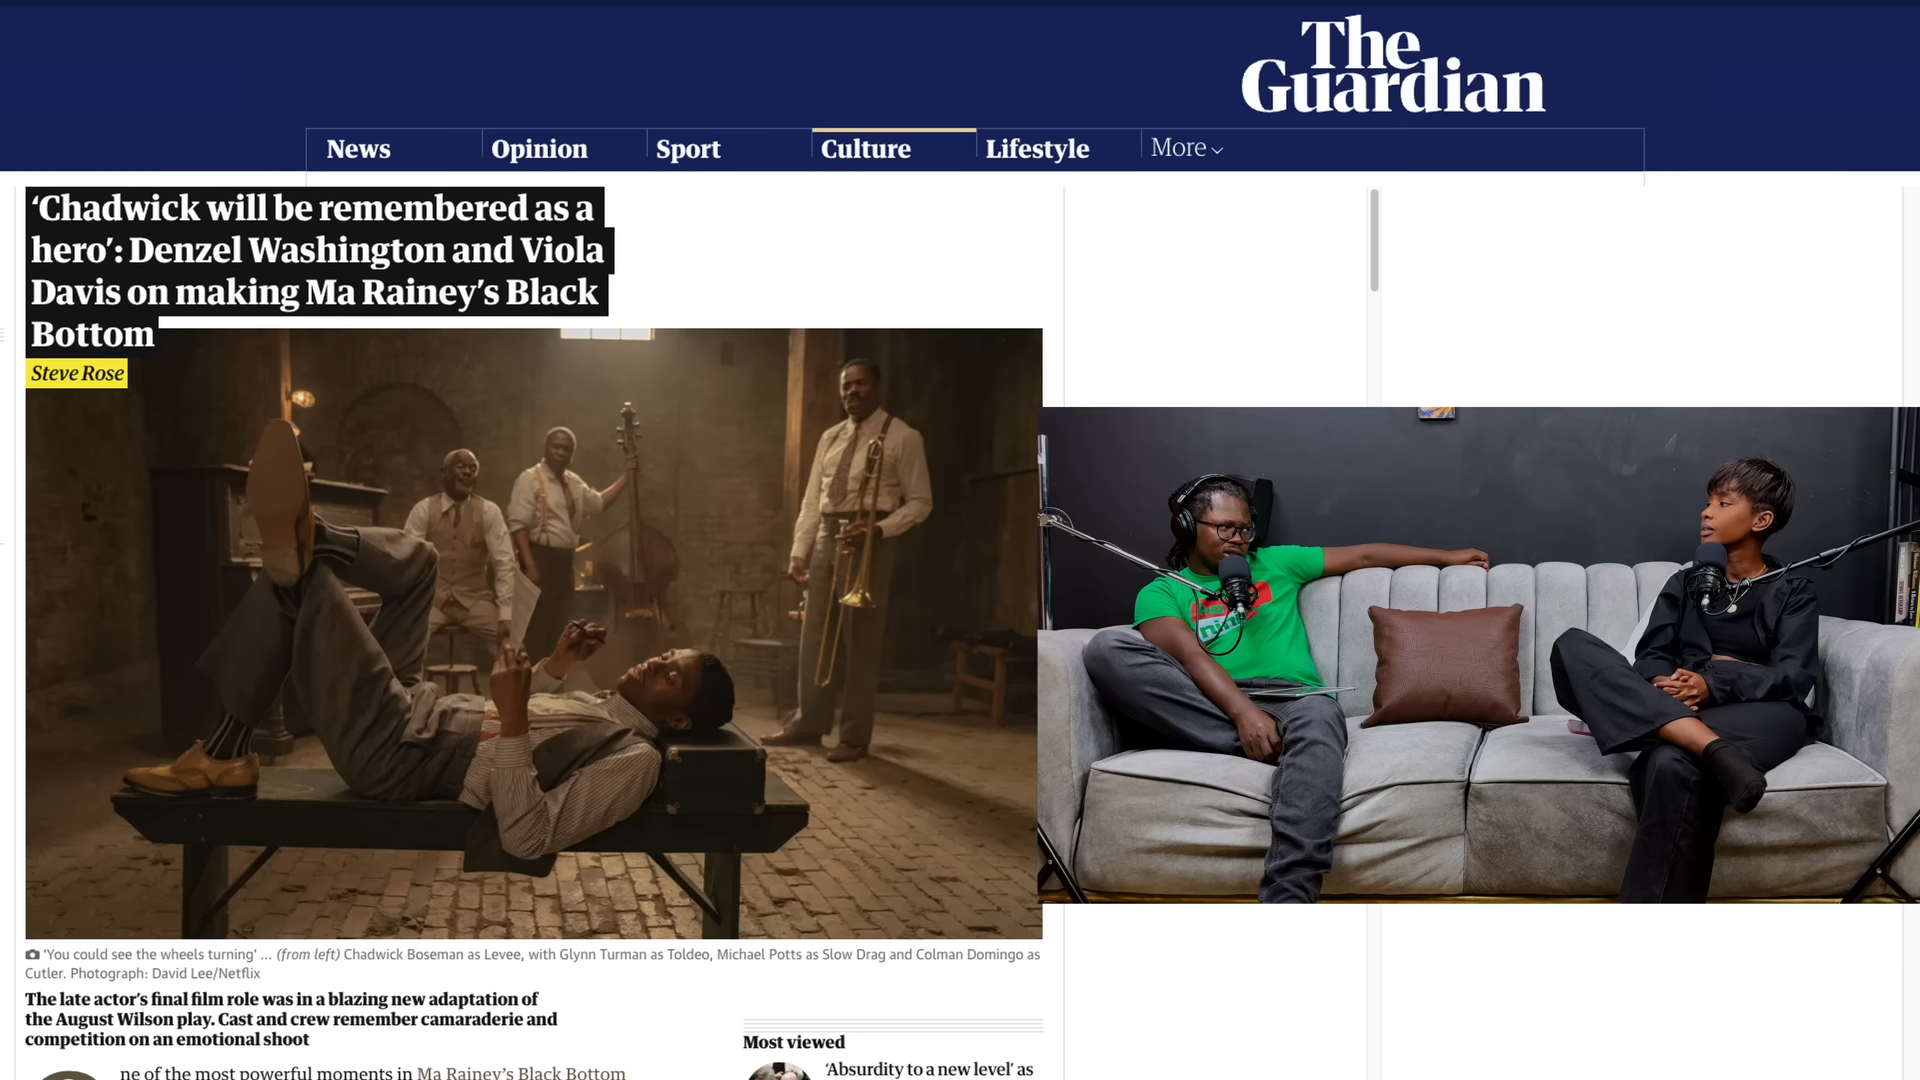 The
Guardian
News
Opinion
Sport
Culture
Lifestyle
More
‘Chadwick will be remembered as a
hero’: Denzel Washington and Viola
Davis on making Ma Rainey’s Black
Bottom
Steve Rose
‘You could see the wheels turning’ ... (from left) Chadwick Boseman as Levee, with Glynn Turman as Toldeo, Michael Potts as Slow Drag and Colman Domingo as
Cutler. Photograph: David Lee/Netflix
The late actor’s final film role was in a blazing new adaptation of
the August Wilson play. Cast and crew remember camaraderie and
competition on an emotional shoot
ne of the most powerful moments in Ma Rainey’s Black Bottom
Most viewed
‘Absurdity to a new level’ as